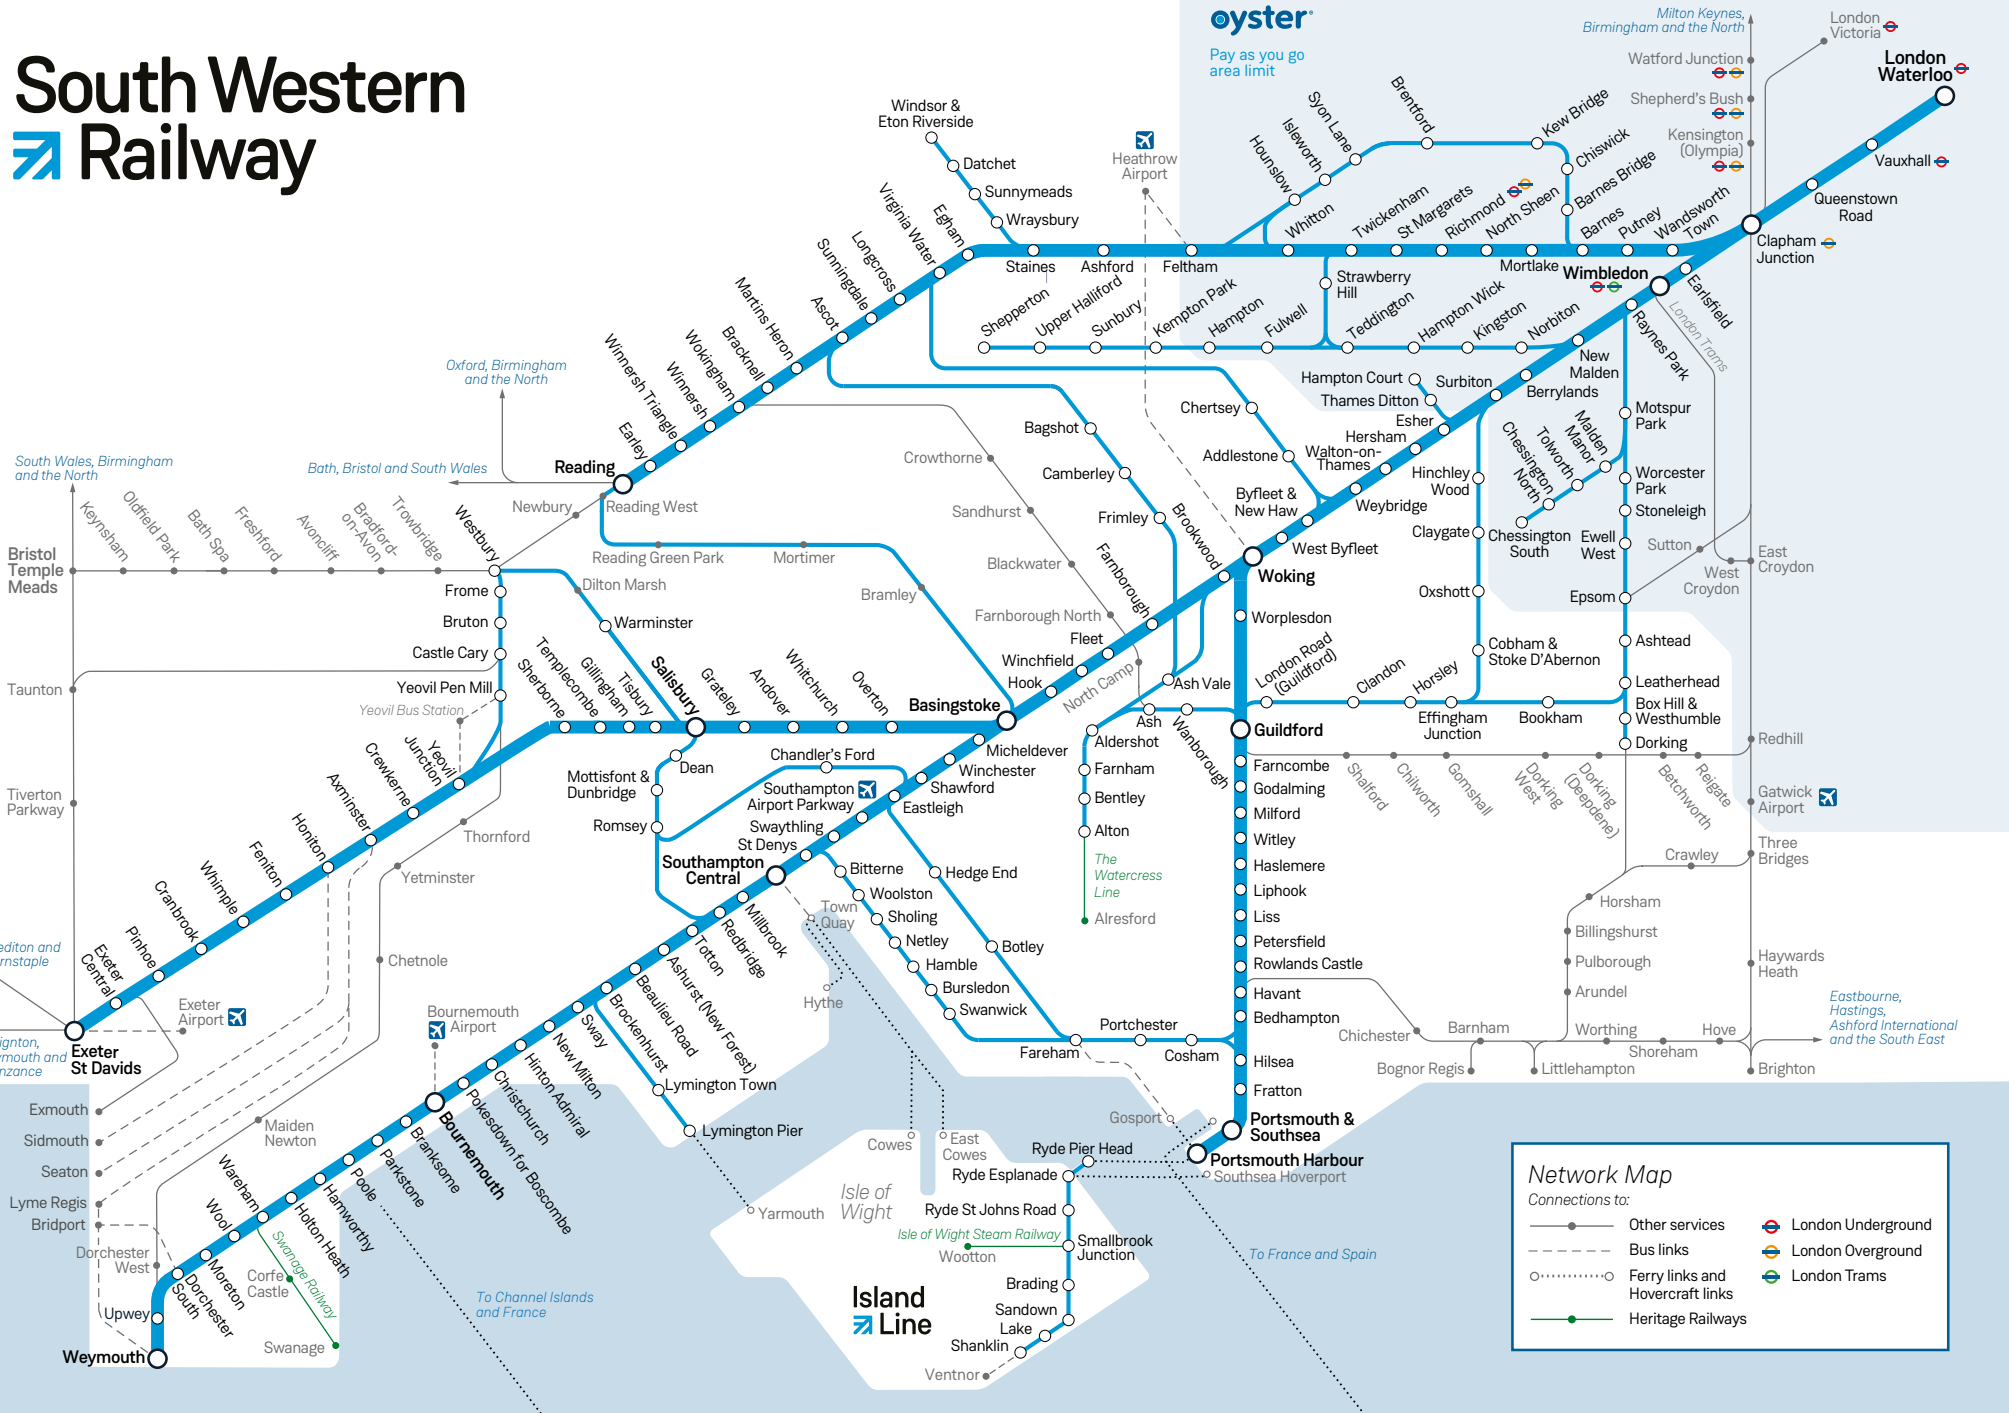 South Western
Railway
oyster
Pay as you go
area limit
Milton Keynes,
Birmingham and the North
London
Victoria
Watford Junction
Shepherd's Bush
Kensington
(Olympia)
London
Waterloo
Vauxhall
Queenstown
Road
Clapham
Junction
Windsor &
Eton Riverside
Datchet
Sunnymeads
Wraysbury
Heathrow
Airport
Hounslow
Isleworth
Syon Lane
Brentford
Kew Bridge
Chiswick
Barnes Bridge
Whitton
Twickenham
St Margarets
Richmond
North Sheen
Mortlake
Barnes
Putney
Wandsworth
Town
Virginia Water
Egham
Staines
Ashford
Feltham
Strawberry
Hill
Wimbledon
Earlsfield
London Trams
Shepperton
Upper Halliford
Sunbury
Kempton Park
Hampton
Fulwell
Teddington
Hampton Wick
Kingston
Norbiton
New
Malden
Raynes Park
Berrylands
Surbiton
Hampton Court
Thames Ditton
Esher
Hersham
Walton-on-
Thames
Weybridge
Byfleet &
New Haw
West Byfleet
Woking
Chertsey
Addlestone
Motspur
Park
Malden
Manor
Tolworth
Chessington
North
Chessington
South
Worcester
Park
Stoneleigh
Ewell
West
Epsom
Sutton
West
Croydon
East
Croydon
Ashtead
Leatherhead
Box Hill &
Westhumble
Dorking
Hinchley
Wood
Claygate
Oxshott
Cobham &
Stoke D'Abernon
London Road
(Guildford)
Clandon
Horsley
Effingham
Junction
Bookham
Longcross
Sunningdale
Ascot
Martins Heron
Bracknell
Wokingham
Winnersh
Winnersh Triangle
Earley
Reading
Oxford, Birmingham
and the North
Bath, Bristol and South Wales
South Wales, Birmingham
and the North
Newbury
Reading West
Reading Green Park
Mortimer
Bramley
Crowthorne
Sandhurst
Blackwater
Farnborough North
North Camp
Bagshot
Camberley
Frimley
Brookwood
Farnborough
Fleet
Winchfield
Hook
Basingstoke
Ash Vale
Ash
Wanborough
Aldershot
Farnham
Bentley
Alton
The
Watercress
Line
Alresford
Worplesdon
Guildford
Farncombe
Godalming
Milford
Witley
Haslemere
Liphook
Liss
Petersfield
Rowlands Castle
Havant
Bedhampton
Hilsea
Fratton
Portsmouth &
Southsea
Portsmouth Harbour
Southsea Hoverport
Shalford
Chilworth
Gomshall
Dorking
West
Dorking
(Deepdene)
Betchworth
Reigate
Redhill
Gatwick
Airport
Three
Bridges
Crawley
Horsham
Billingshurst
Pulborough
Arundel
Haywards
Heath
Chichester
Barnham
Bognor Regis
Littlehampton
Worthing
Shoreham
Hove
Brighton
Eastbourne,
Hastings,
Ashford International
and the South East
Bristol
Temple
Meads
Keynsham
Oldfield Park
Bath Spa
Freshford
Avoncliff
Bradford-
on-Avon
Trowbridge
Westbury
Dilton Marsh
Warminster
Frome
Bruton
Castle Cary
Yeovil Pen Mill
Yeovil Bus Station
Taunton
Tiverton
Parkway
Sherborne
Templecombe
Gillingham
Tisbury
Salisbury
Grateley
Andover
Whitchurch
Overton
Yeovil
Junction
Crewkerne
Axminster
Honiton
Feniton
Whimple
Cranbrook
Pinhoe
Exeter
Central
Exeter
St Davids
Exeter
Airport
editon and
rnstaple
ignton,
ymouth and
nzance
Exmouth
Sidmouth
Seaton
Lyme Regis
Bridport
Thornford
Yetminster
Chetnole
Maiden
Newton
Dorchester
West
Dean
Mottisfont &
Dunbridge
Romsey
Chandler's Ford
Micheldever
Winchester
Shawford
Eastleigh
Southampton
Airport Parkway
Swaythling
St Denys
Southampton
Central
Bitterne
Woolston
Sholing
Netley
Hamble
Bursledon
Swanwick
Hedge End
Botley
Fareham
Portchester
Cosham
Town
Quay
Hythe
Millbrook
Redbridge
Totton
Ashurst (New Forest)
Beaulieu Road
Brockenhurst
Sway
New Milton
Hinton Admiral
Christchurch
Pokesdown for Boscombe
Bournemouth
Bournemouth
Airport
Branksome
Parkstone
Poole
Hamworthy
Holton Heath
Wareham
Wool
Moreton
Dorchester
South
Upwey
Weymouth
Swanage Railway
Corfe
Castle
Swanage
Lymington Town
Lymington Pier
Yarmouth
Cowes
East
Cowes
Gosport
Isle of
Wight
Ryde Pier Head
Ryde Esplanade
Ryde St Johns Road
Isle of Wight Steam Railway
Wootton
Smallbrook
Junction
Brading
Sandown
Lake
Shanklin
Ventnor
Island
Line
To Channel Islands
and France
To France and Spain
Network Map
Connections to:
Other services
Bus links
Ferry links and
Hovercraft links
Heritage Railways
London Underground
London Overground
London Trams